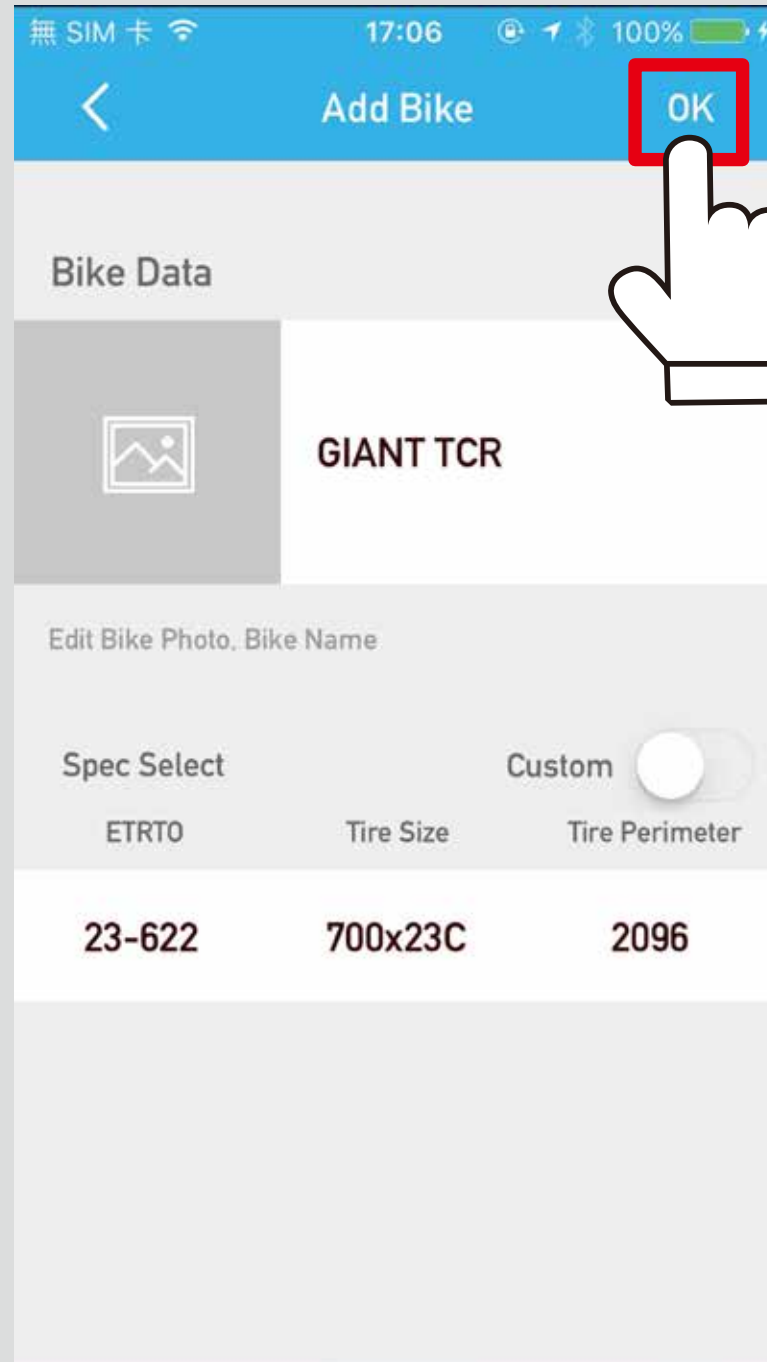 無 SIM 卡 17:06 100%
Add Bike OK
Bike Data
GIANT TCR
Edit Bike Photo, Bike Name
Spec Select Custom
ETRTO Tire Size Tire Perimeter
23-622 700x23C 2096